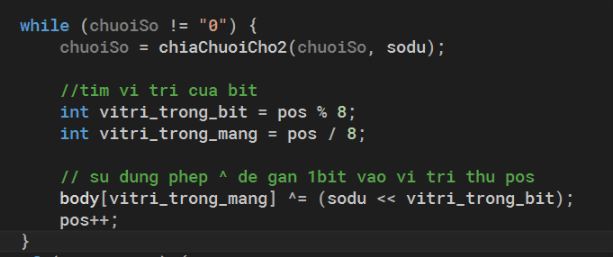 while (chuoiSo != "0") {
chuoiSo = chiaChuoiCho2(chuoiSo, sodu);
//tim vi tri cua bit
int vitri_trong_bit = pos % 8;
int vitri_trong_mang = pos / 8;
// su dung phep ^ de gan 1bit vao vi tri thu pos
body[vitri_trong_mang] ^= (sodu << vitri_trong_bit);
pos++;
}